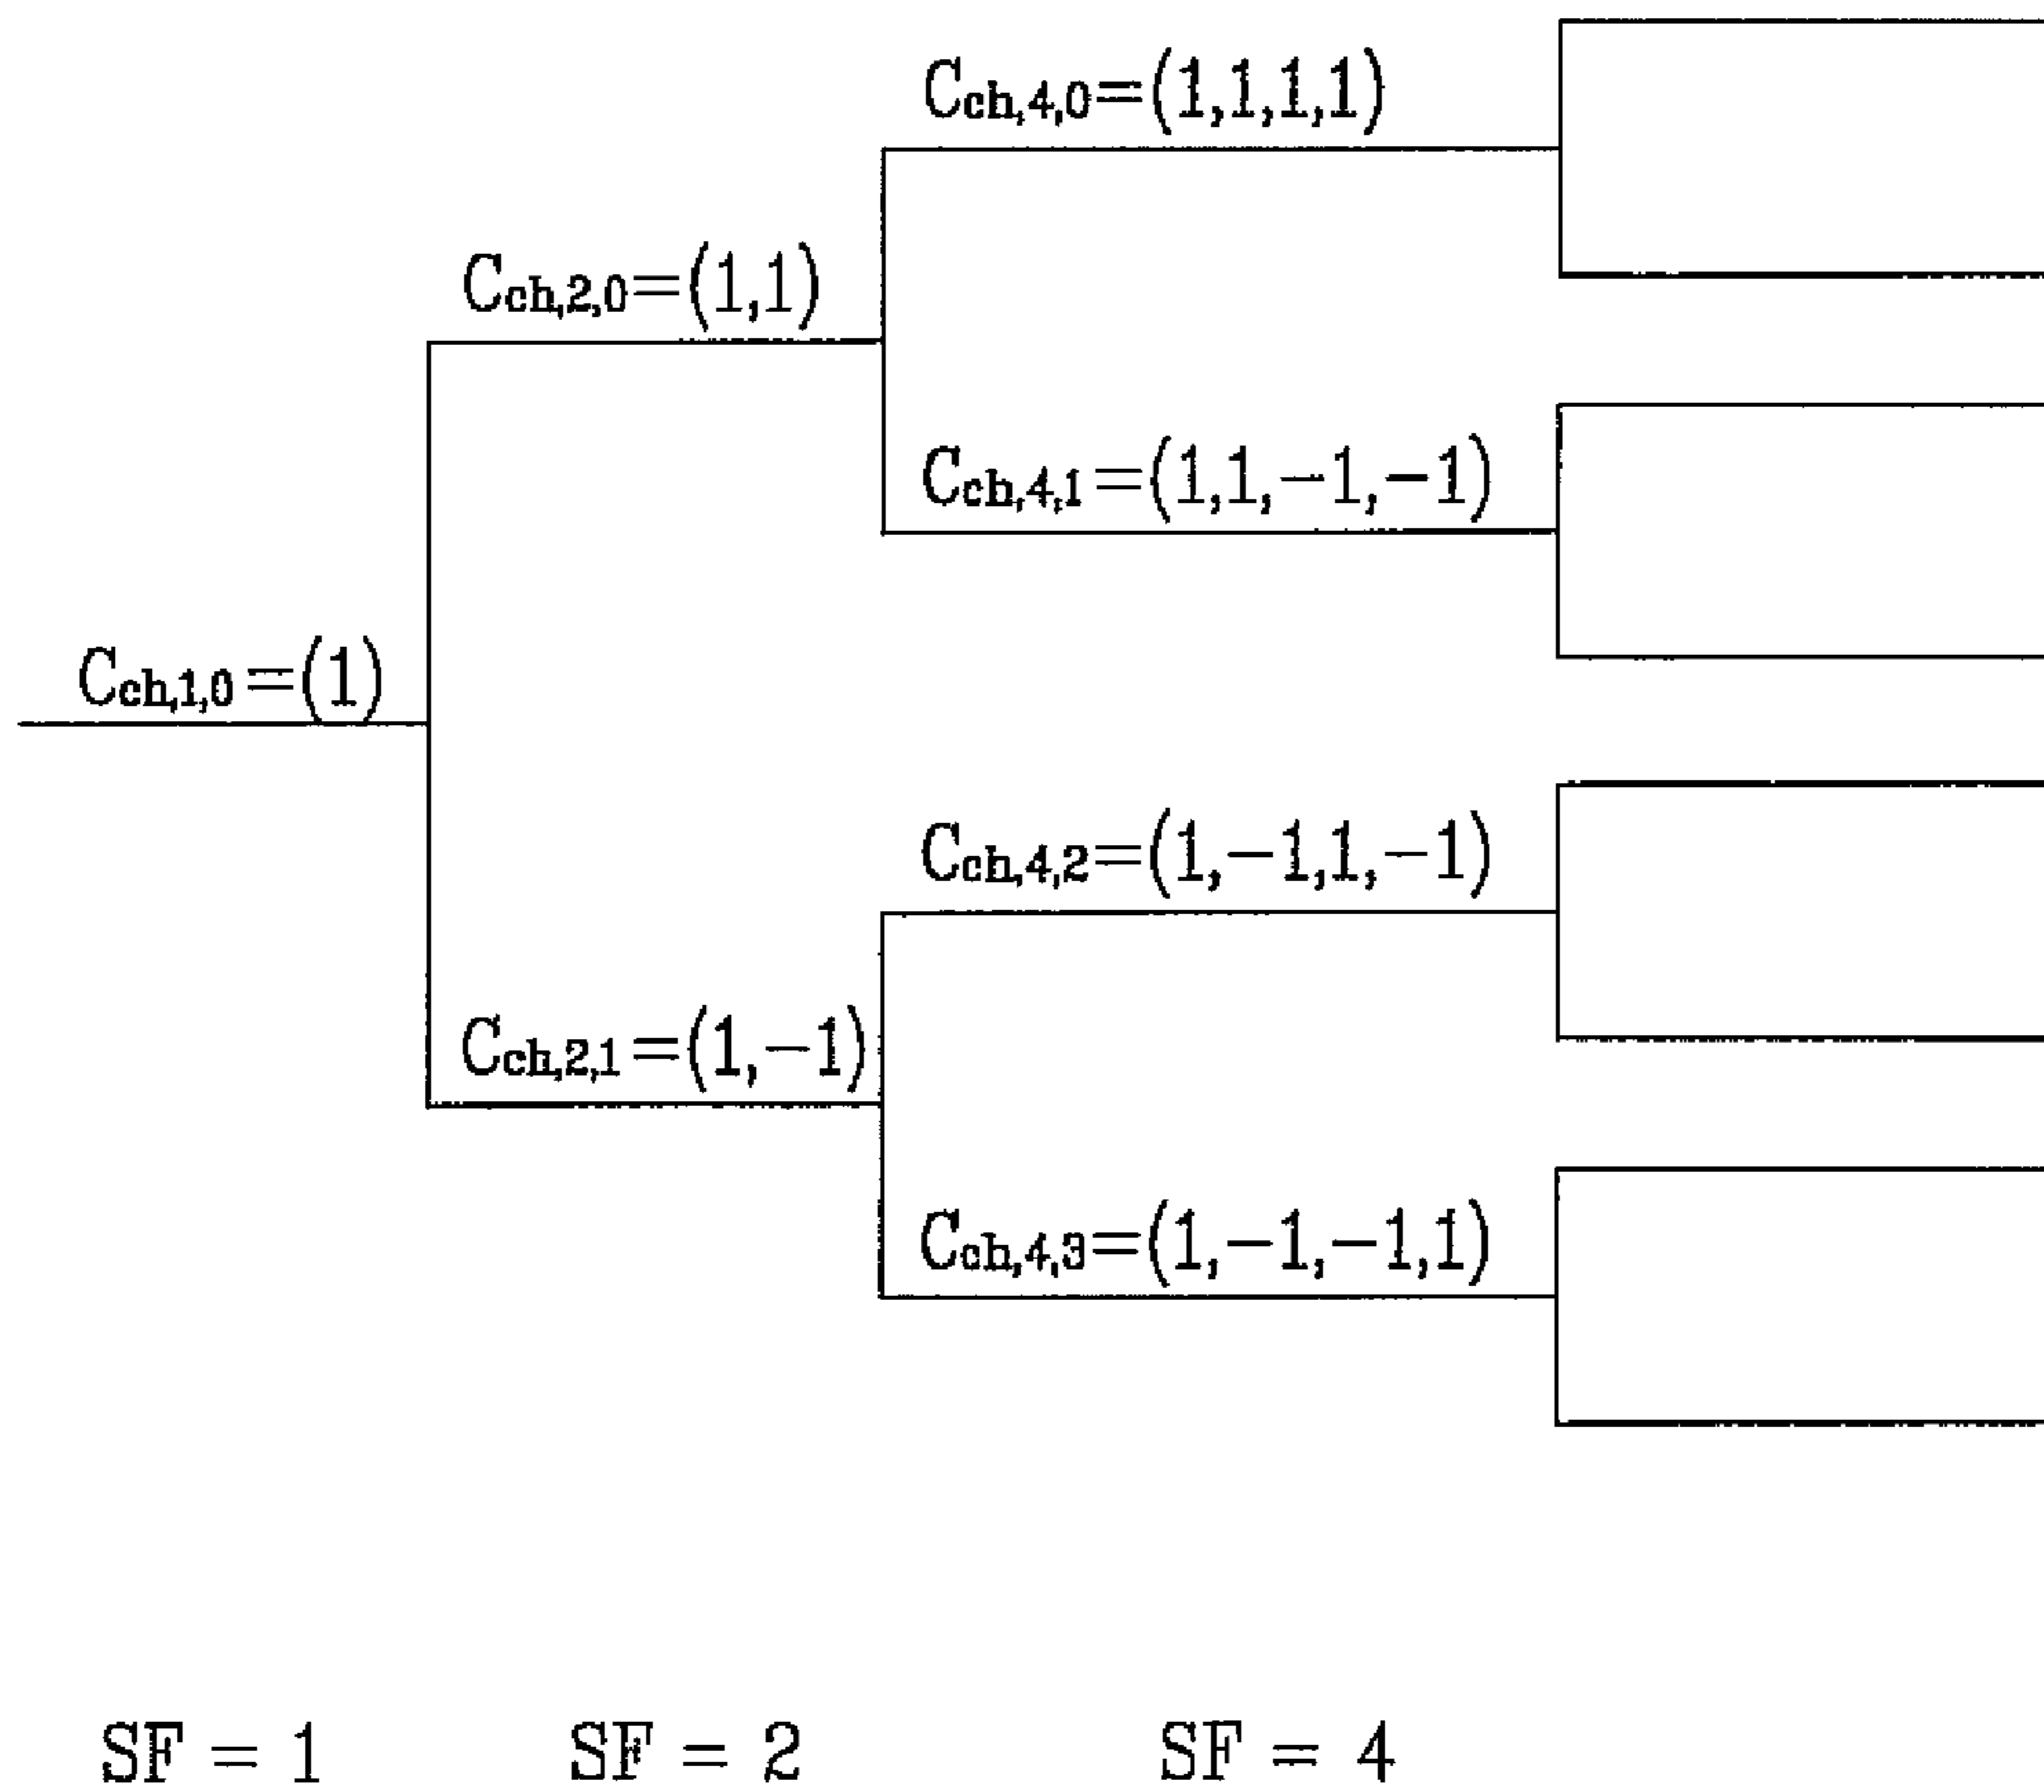 Cch,4,0=(1,1,1,1)
Cch,2,0=(1,1)
Cch,4,1=(1,1,−1,−1)
Cch,1,0=(1)
Cch,4,2=(1,−1,1,−1)
Cch,2,1=(1,−1)
Cch,4,3=(1,−1,−1,1)
SF = 1 SF = 2 SF = 4